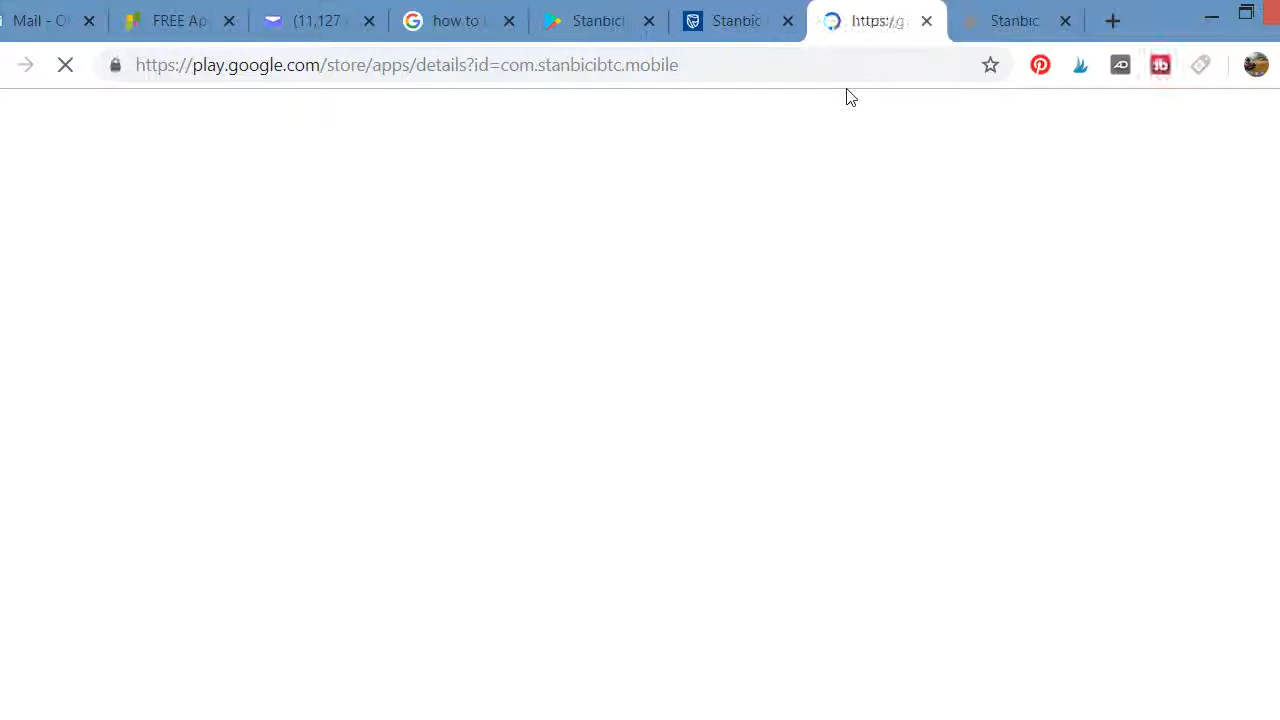 Mail - O
FREE Ap
(11,127
how to
Stanbic
Stanbic
https://g
Stanbic
https://play.google.com/store/apps/details?id=com.stanbicibtc.mobile